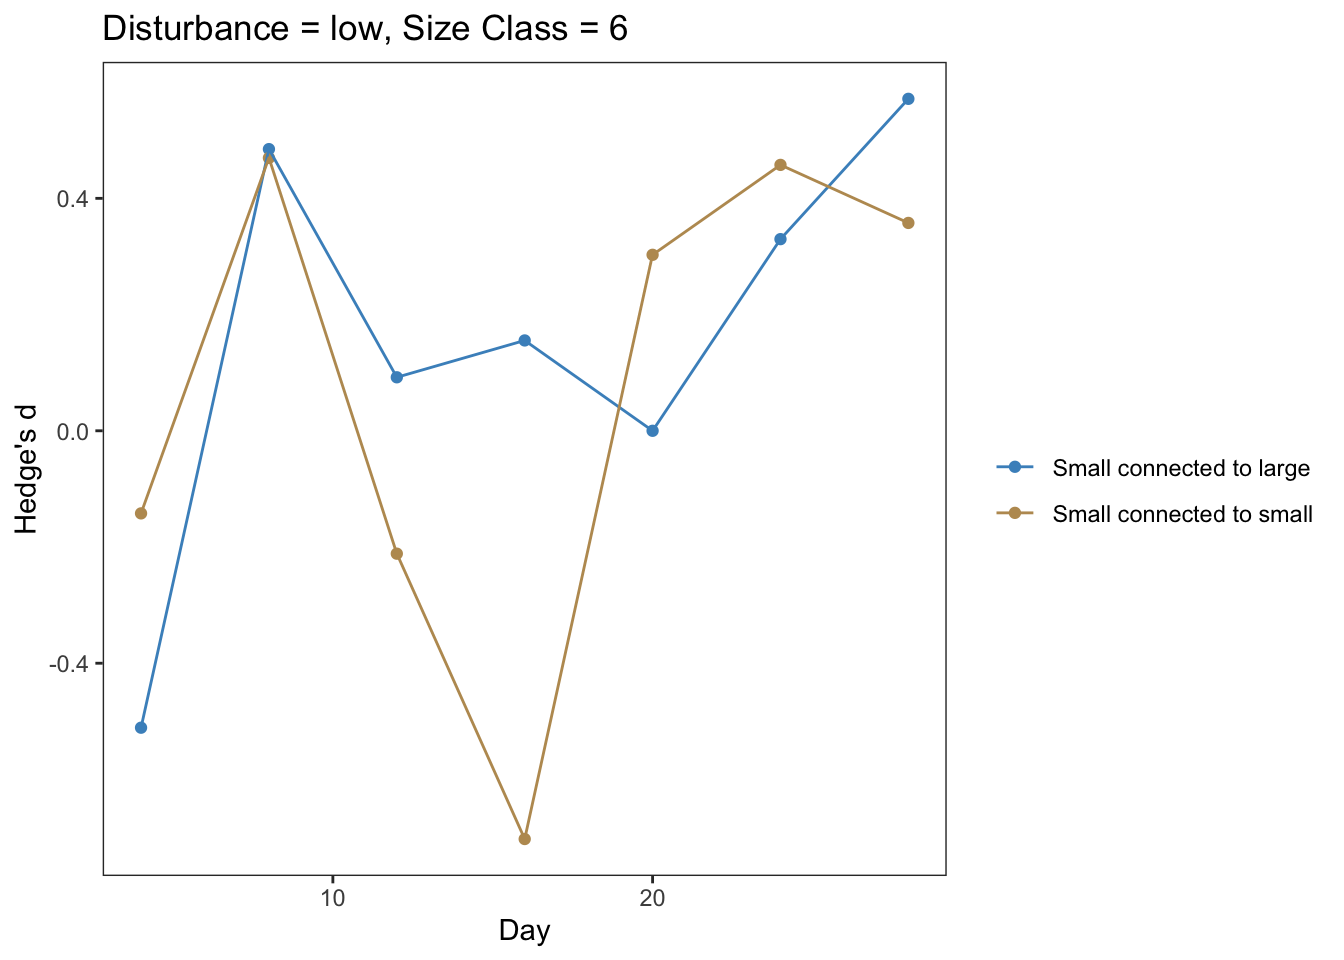 Disturbance = low, Size Class = 6
Hedge's d
0.4
0.0
-0.4
10
20
Day
Small connected to large
Small connected to small